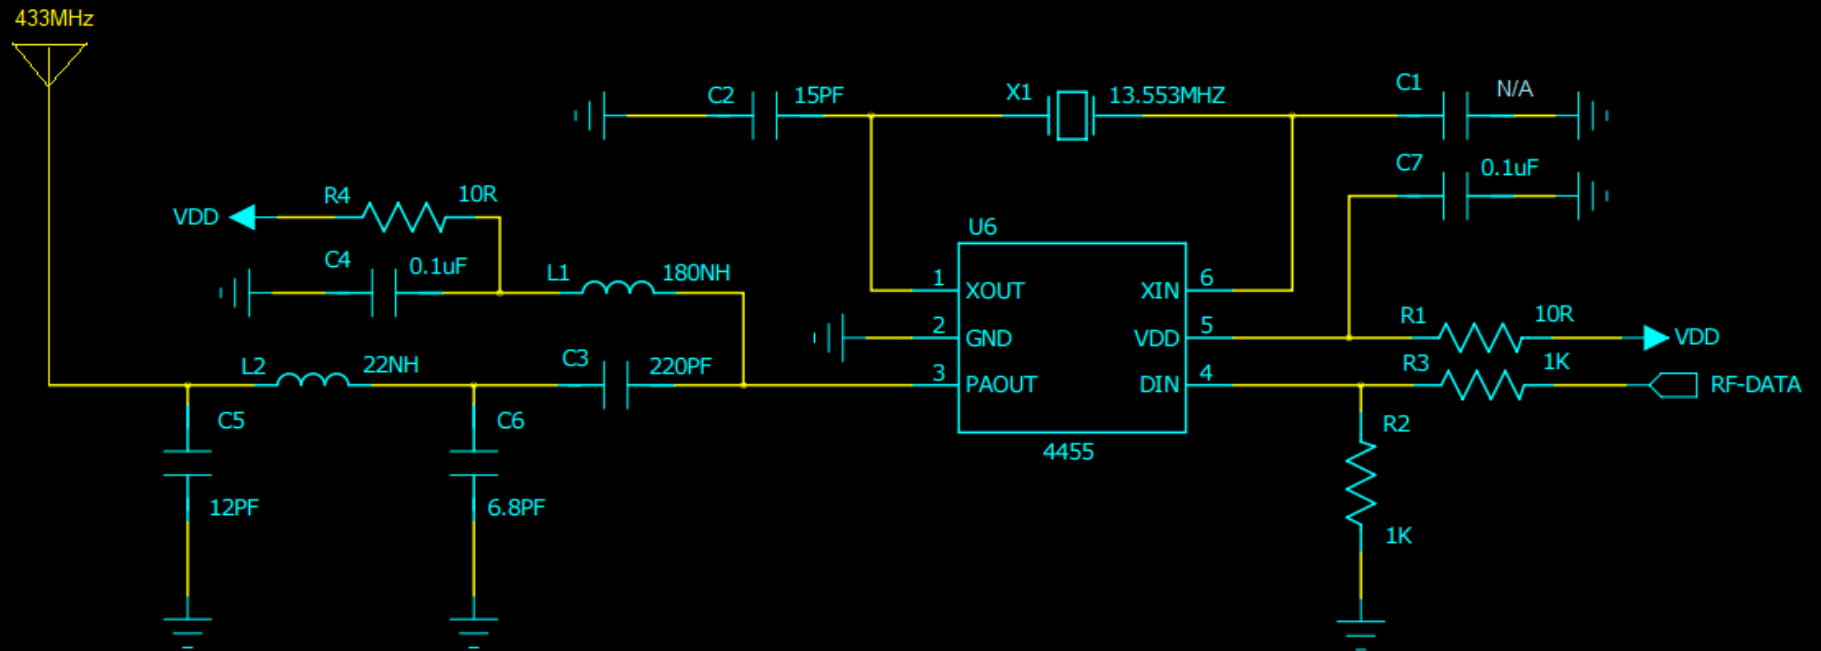 433MHz
C2 15PF
X1 13.553MHZ
C1 N/A
C7 0.1uF
R4 10R
VDD
C4 0.1uF
L1 180NH
U6
1 XOUT
XIN 6
2 GND
VDD 5
3 PAOUT
DIN 4
4455
R1 10R
VDD
R3 1K
RF-DATA
L2 22NH
C3 220PF
C5
12PF
C6
6.8PF
R2
1K